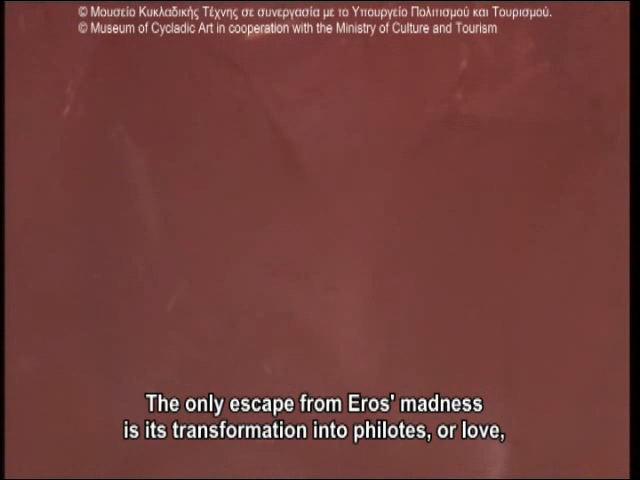 © Μουσείο Κυκλαδικής Τέχνης σε συνεργασία με το Υπουργείο Πολιτισμού και Τουρισμού.
© Museum of Cycladic Art in cooperation with the Ministry of Culture and Tourism
The only escape from Eros' madness
is its transformation into philotes, or love,